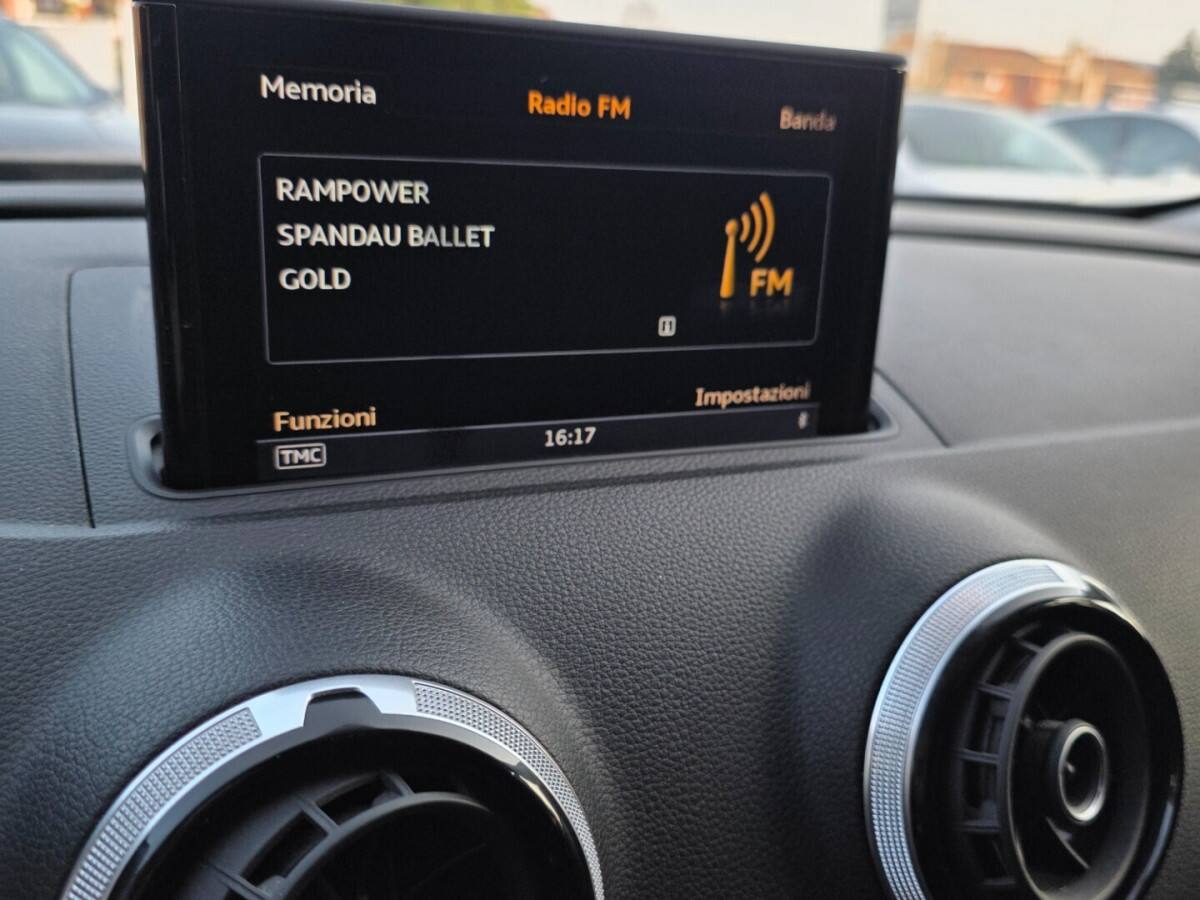 Memoria
Radio FM
Banda
RAMPOWER
SPANDAU BALLET
GOLD
FM
Funzioni
Impostazioni
TMC
16:17